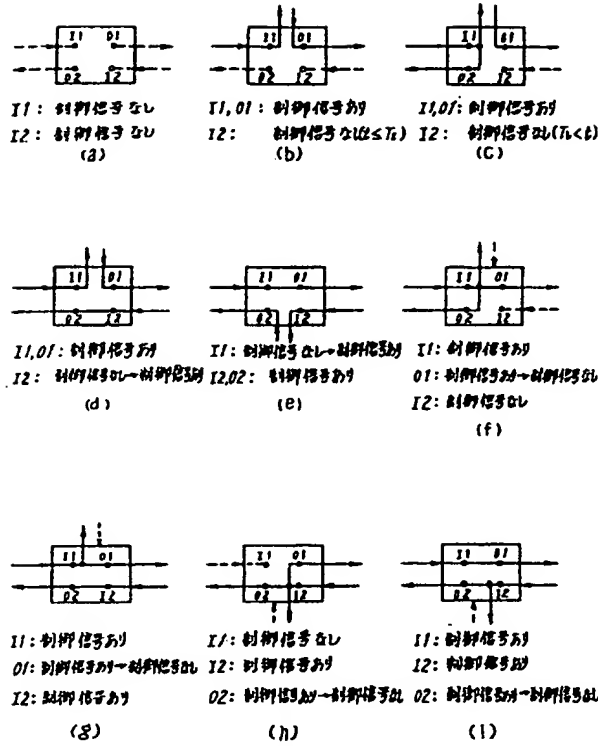 I1 O1
O2 I2
I1: 制御信号なし
I2: 制御信号なし
(a)
I1 O1
O2 I2
I1,O1: 制御信号あり
I2: 制御信号なし(t≤T₀)
(b)
I1 O1
O2 I2
I1,O1: 制御信号あり
I2: 制御信号なし(T₀<t)
(c)
I1 O1
O2 I2
I1,O1: 制御信号あり
I2: 制御信号なし→制御信号あり
(d)
I1 O1
O2 I2
I1: 制御信号なし→制御信号あり
I2,O2: 制御信号あり
(e)
I1 O1
O2 I2
I1: 制御信号あり
O1: 制御信号あり→制御信号なし
I2: 制御信号なし
(f)
I1 O1
O2 I2
I1: 制御信号あり
O1: 制御信号あり→制御信号なし
I2: 制御信号あり
(g)
I1 O1
O2 I2
I1: 制御信号なし
I2: 制御信号あり
O2: 制御信号あり→制御信号なし
(h)
I1 O1
O2 I2
I1: 制御信号あり
I2: 制御信号あり
O2: 制御信号あり→制御信号なし
(i)